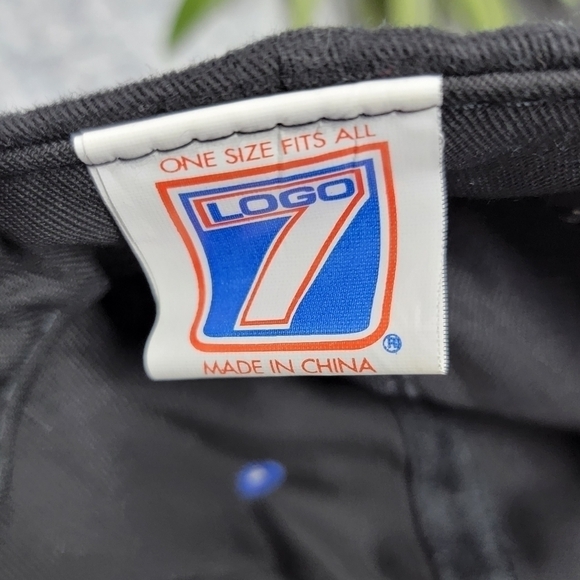 ONE SIZE FITS ALL
LOGO
7
®
MADE IN CHINA